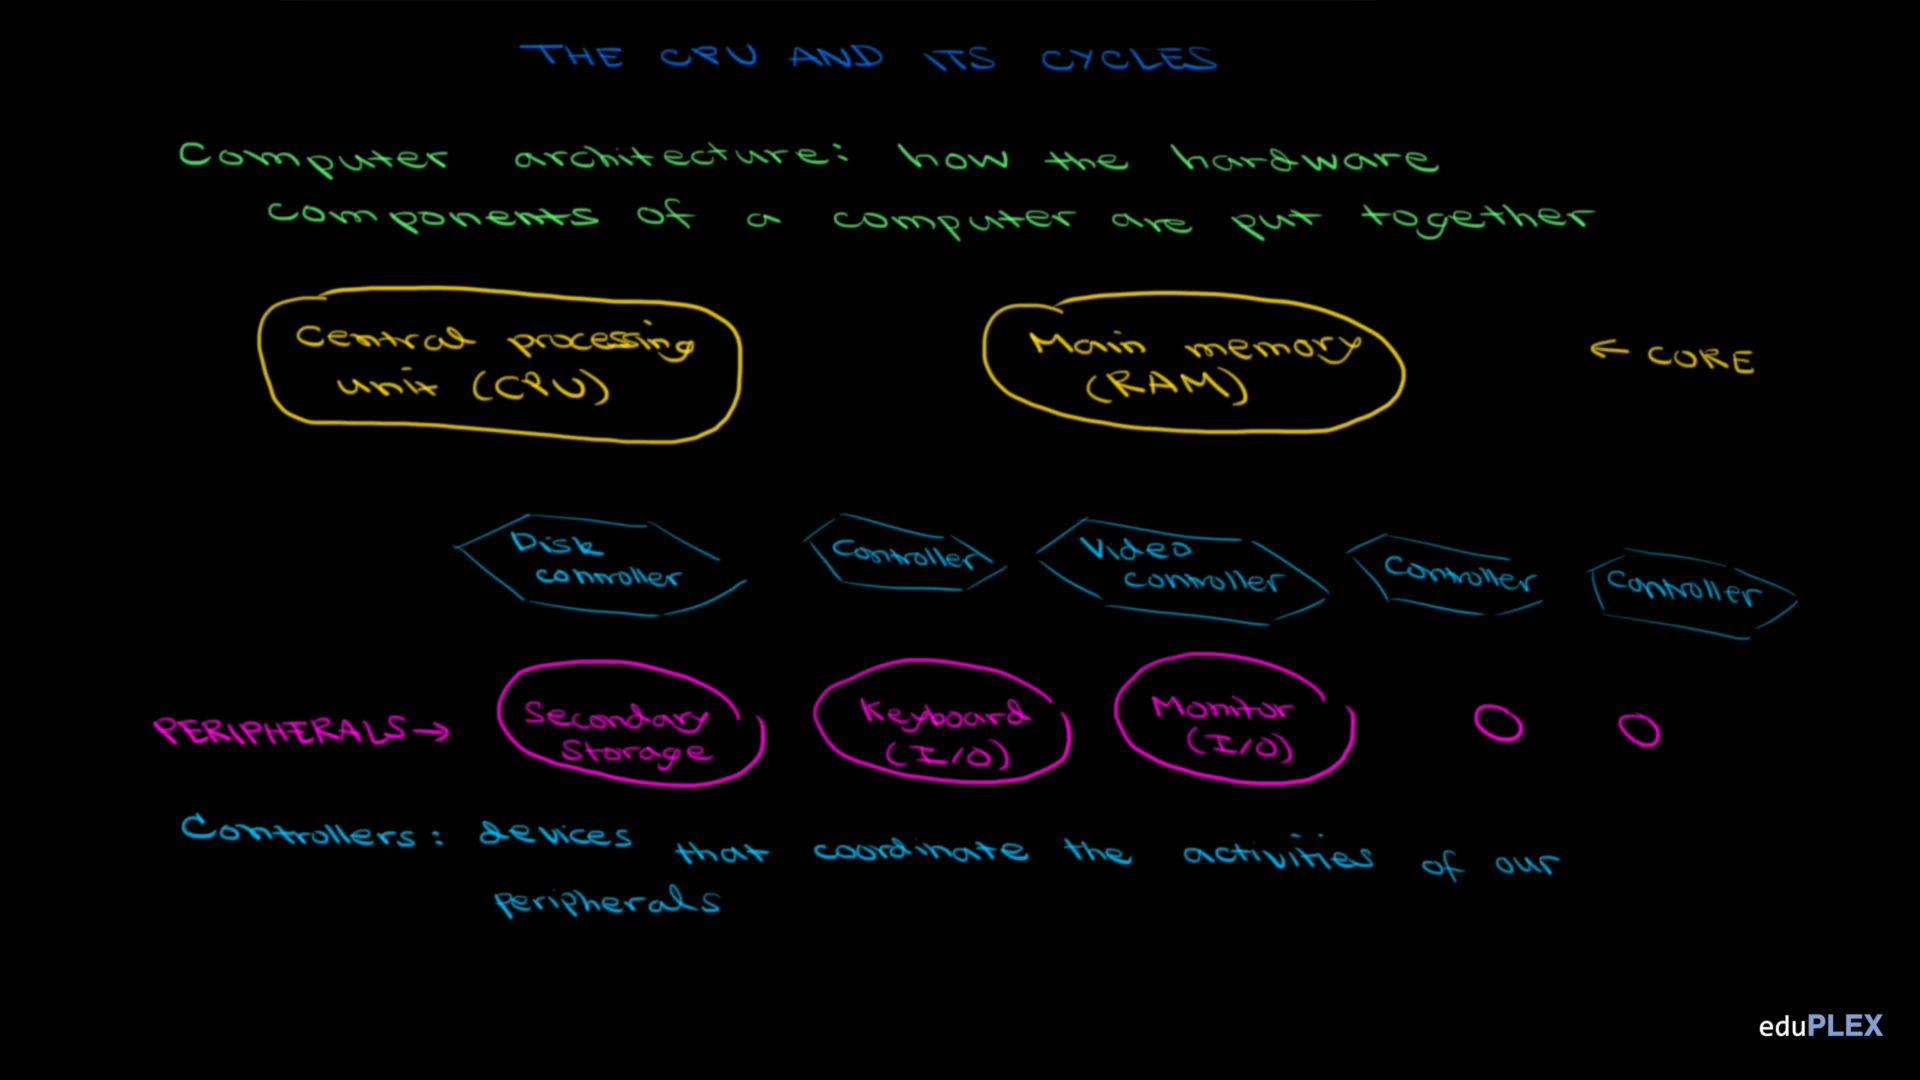 THE CPU AND ITS CYCLES
Computer architecture: how the hardware
components of a computer are put together
Central processing
unit (CPU)
Main memory
(RAM)
← CORE
Disk
controller
Controller
Video
controller
Controller
Controller
PERIPHERALS →
Secondary
Storage
Keyboard
(I/O)
Monitor
(I/O)
Controllers: devices that coordinate the activities of our
peripherals
eduPLEX